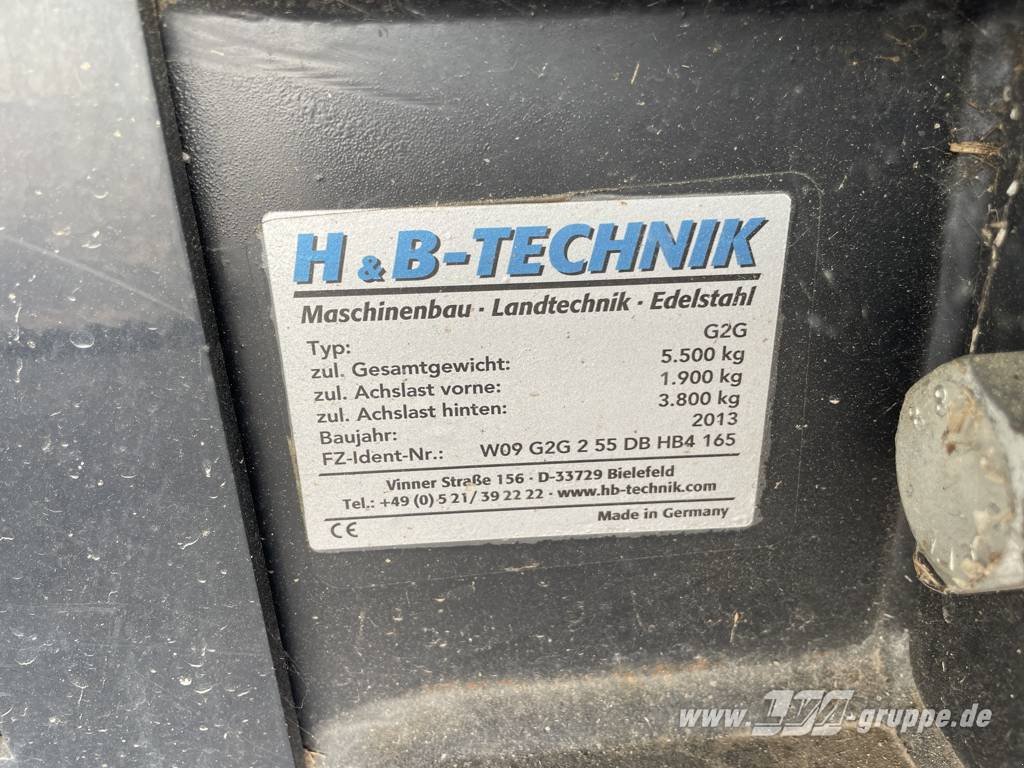 H & B-TECHNIK
Maschinenbau · Landtechnik · Edelstahl
Typ: G2G
zul. Gesamtgewicht: 5.500 kg
zul. Achslast vorne: 1.900 kg
zul. Achslast hinten: 3.800 kg
Baujahr: 2013
FZ-Ident-Nr.: W09 G2G 2 55 DB HB4 165
Vinner Straße 156 · D-33729 Bielefeld
Tel.: +49 (0) 5 21 / 39 22 22 · www.hb-technik.com
CE Made in Germany
www.LVA-gruppe.de